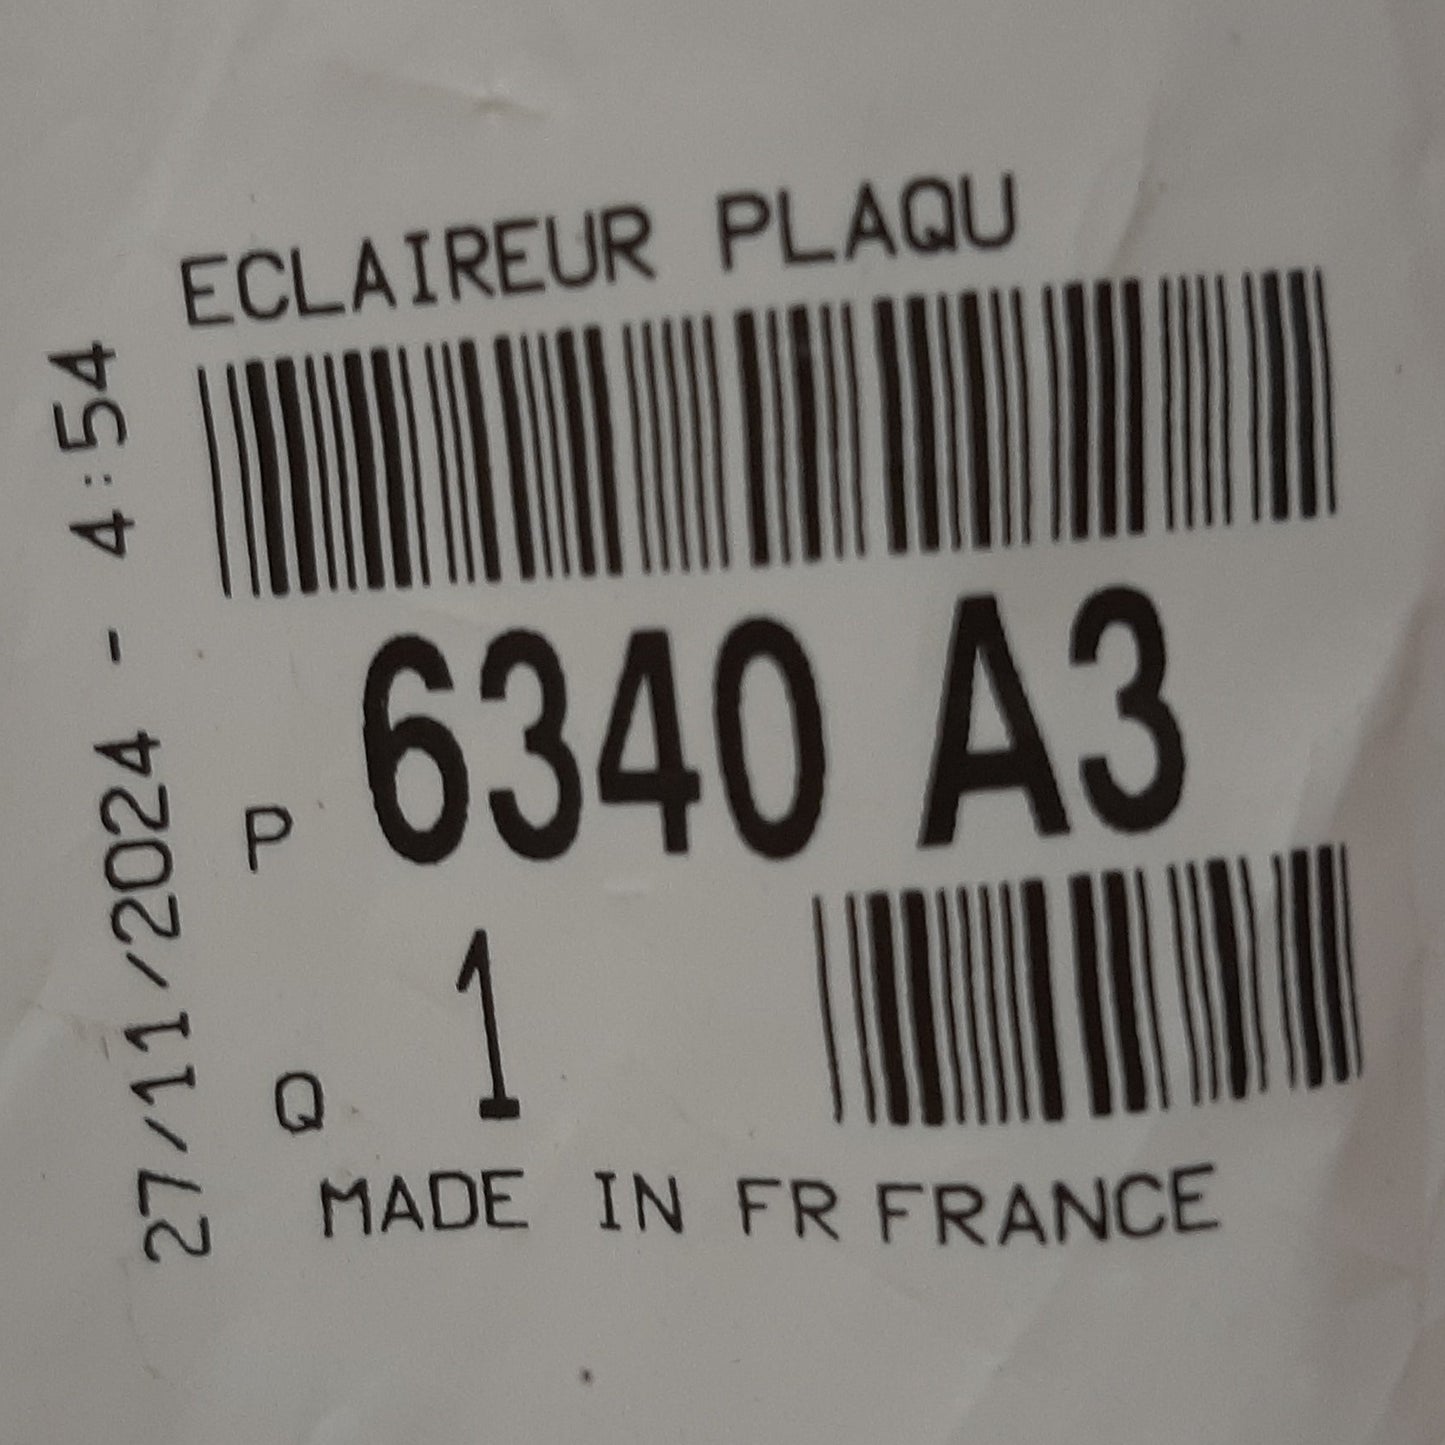 ECLAIREUR PLAQU
P 6340 A3
Q 1
MADE IN FR FRANCE
27/11/2024 - 4:54